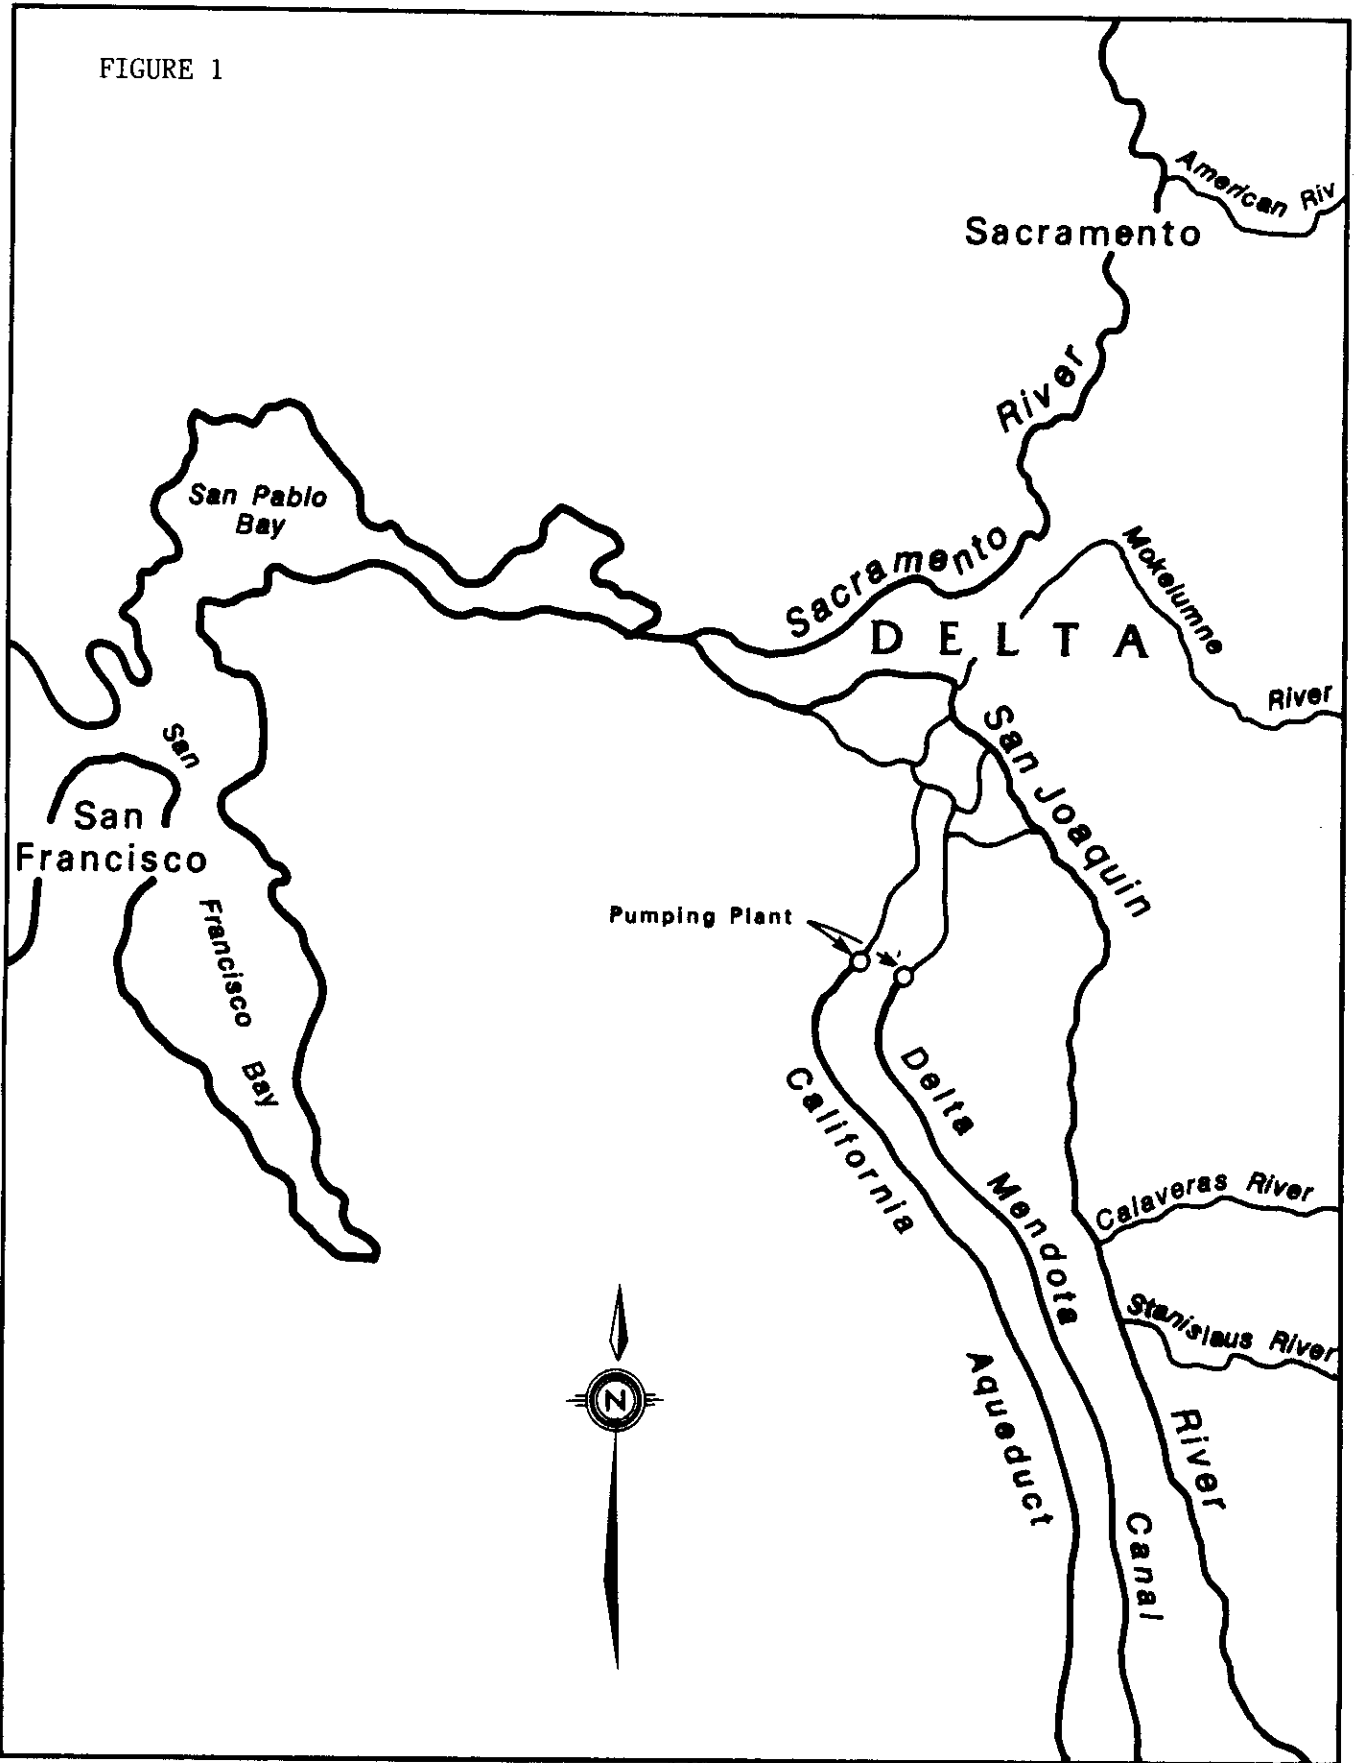 FIGURE 1
American Riv
Sacramento
Sacramento River
San Pablo
Bay
Mokelumne River
DELTA
San Joaquin River
San Francisco Bay
San
Francisco
Pumping Plant
California Aqueduct
Delta Mendota Canal
Calaveras River
Stanislaus River
N